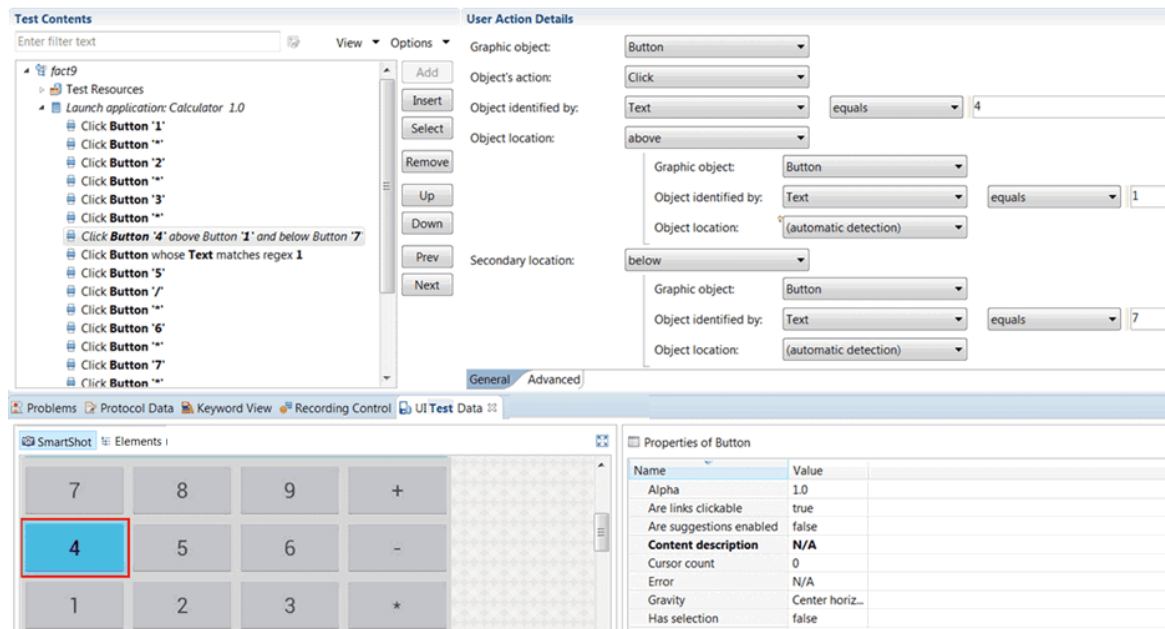 Test Contents
Enter filter text
View Options
fact9
Test Resources
Launch application: Calculator 1.0
Click Button '1'
Click Button '*'
Click Button '2'
Click Button '*'
Click Button '3'
Click Button '*'
Click Button '4' above Button '1' and below Button '7'
Click Button whose Text matches regex 1
Click Button '5'
Click Button '/'
Click Button '*'
Click Button '6'
Click Button '*'
Click Button '7'
Click Button '*'
Add
Insert
Select
Remove
Up
Down
Prev
Next
User Action Details
Graphic object: Button
Object's action: Click
Object identified by: Text equals 4
Object location: above
Graphic object: Button
Object identified by: Text equals 1
Object location: (automatic detection)
Secondary location: below
Graphic object: Button
Object identified by: Text equals 7
Object location: (automatic detection)
General Advanced
Problems Protocol Data Keyword View Recording Control UI Test Data
SmartShot Elements
7 8 9 +
4 5 6 -
1 2 3 *
Properties of Button
Name Value
Alpha 1.0
Are links clickable true
Are suggestions enabled false
Content description N/A
Cursor count 0
Error N/A
Gravity Center horiz...
Has selection false